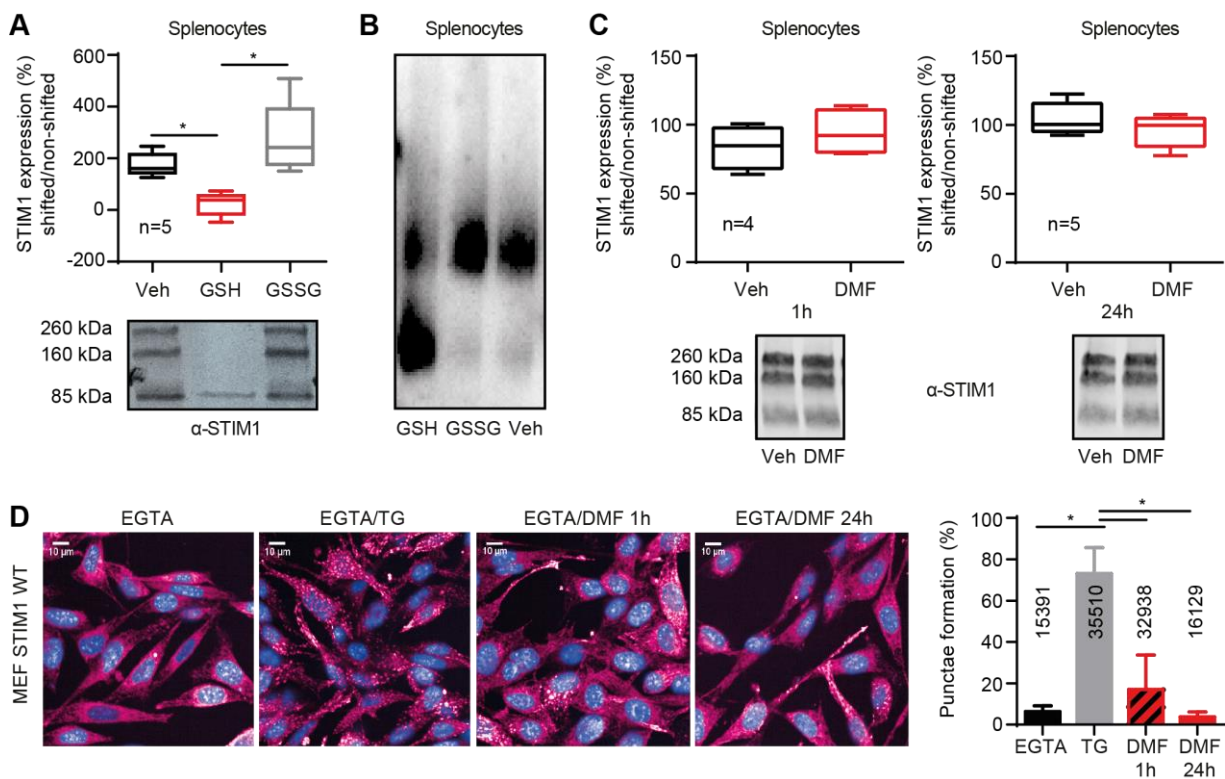 A
Splenocytes
STIM1 expression (%)
shifted/non-shifted
600
400
200
0
-200
*
*
n=5
Veh GSH GSSG
260 kDa
160 kDa
85 kDa
α-STIM1
B
Splenocytes
GSH GSSG Veh
C
Splenocytes
STIM1 expression (%)
shifted/non-shifted
150
100
50
0
n=4
Veh DMF
1h
260 kDa
160 kDa
85 kDa
Veh DMF
Splenocytes
STIM1 expression (%)
shifted/non-shifted
150
100
50
0
n=5
Veh DMF
24h
α-STIM1
Veh DMF
D
MEF STIM1 WT
EGTA
10 µm
EGTA/TG
10 µm
EGTA/DMF 1h
10 µm
EGTA/DMF 24h
10 µm
Punctae formation (%)
100
80
60
40
20
0
*
*
15391
35510
32938
16129
EGTA TG DMF DMF
1h 24h